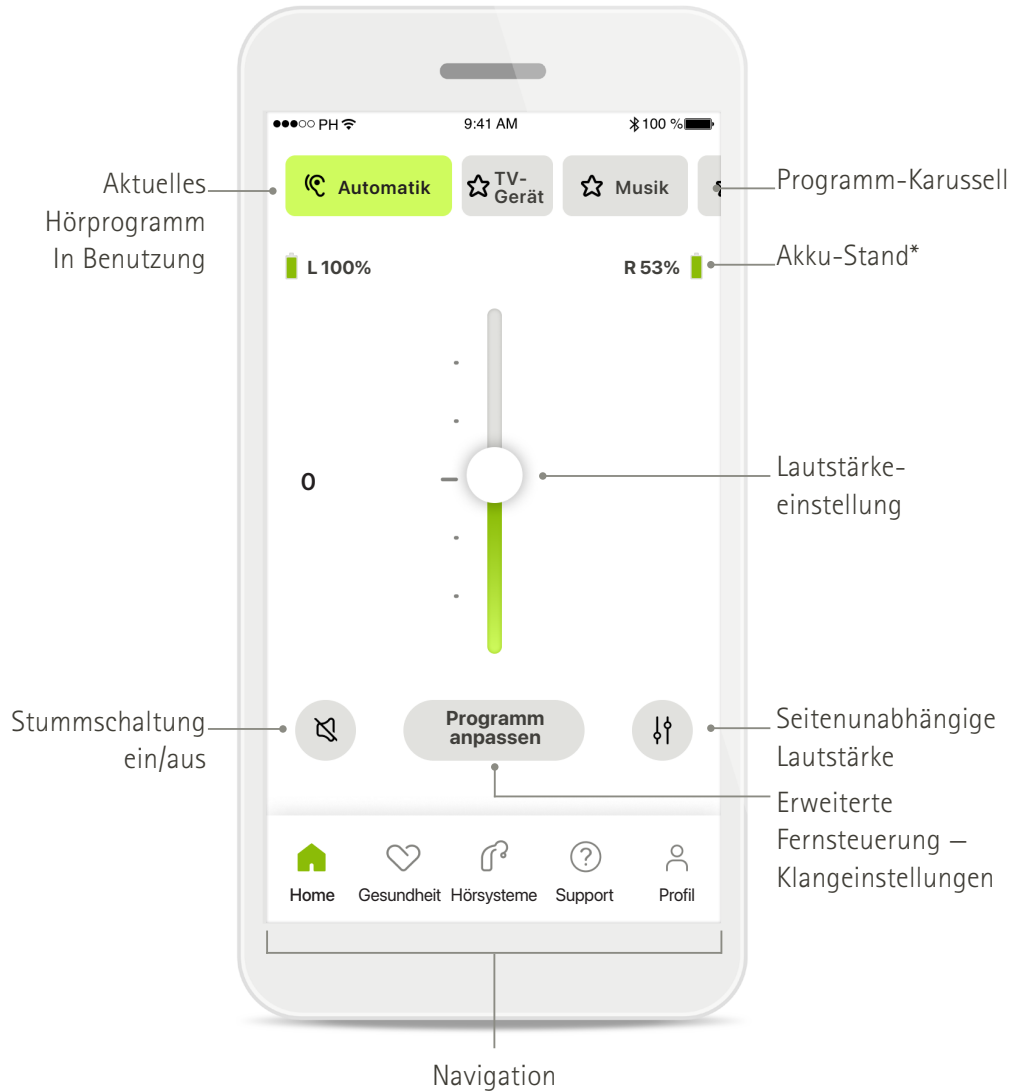 PH
9:41 AM
100 %
Aktuelles
Hörprogramm
In Benutzung
Automatik
TV-
Gerät
Musik
Programm-Karussell
L 100%
R 53%
Akku-Stand*
0
Lautstärke-
einstellung
Stummschaltung
ein/aus
Programm
anpassen
Seitenunabhängige
Lautstärke
Erweiterte
Fernsteuerung –
Klangeinstellungen
Home
Gesundheit
Hörsysteme
Support
Profil
Navigation